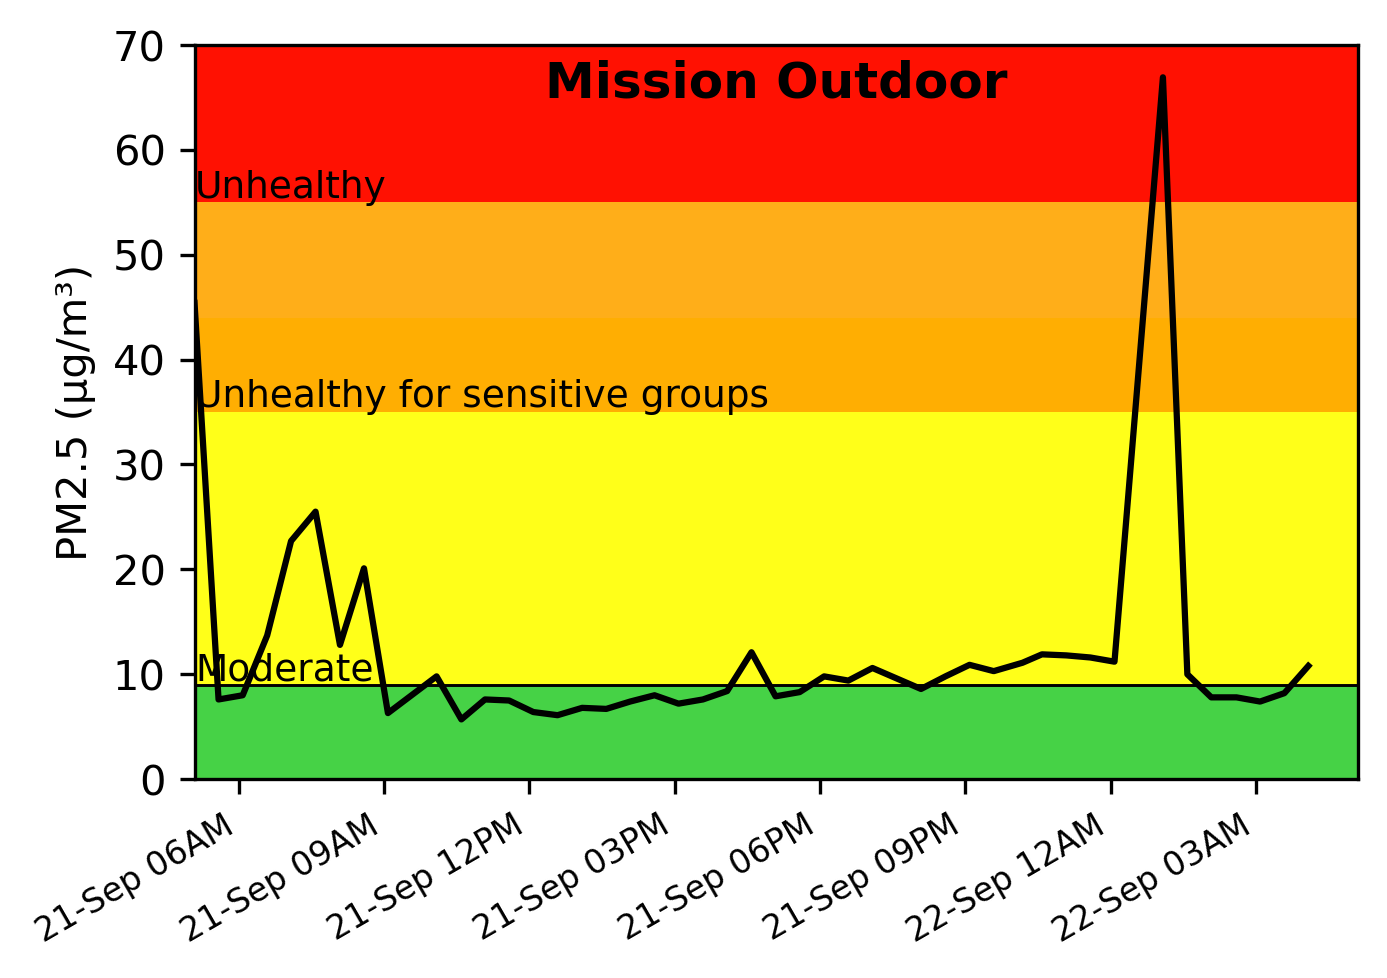 Mission Outdoor
70
60
50
40
30
20
10
0
PM2.5 (µg/m³)
Unhealthy
Unhealthy for sensitive groups
Moderate
21-Sep 06AM
21-Sep 09AM
21-Sep 12PM
21-Sep 03PM
21-Sep 06PM
21-Sep 09PM
22-Sep 12AM
22-Sep 03AM